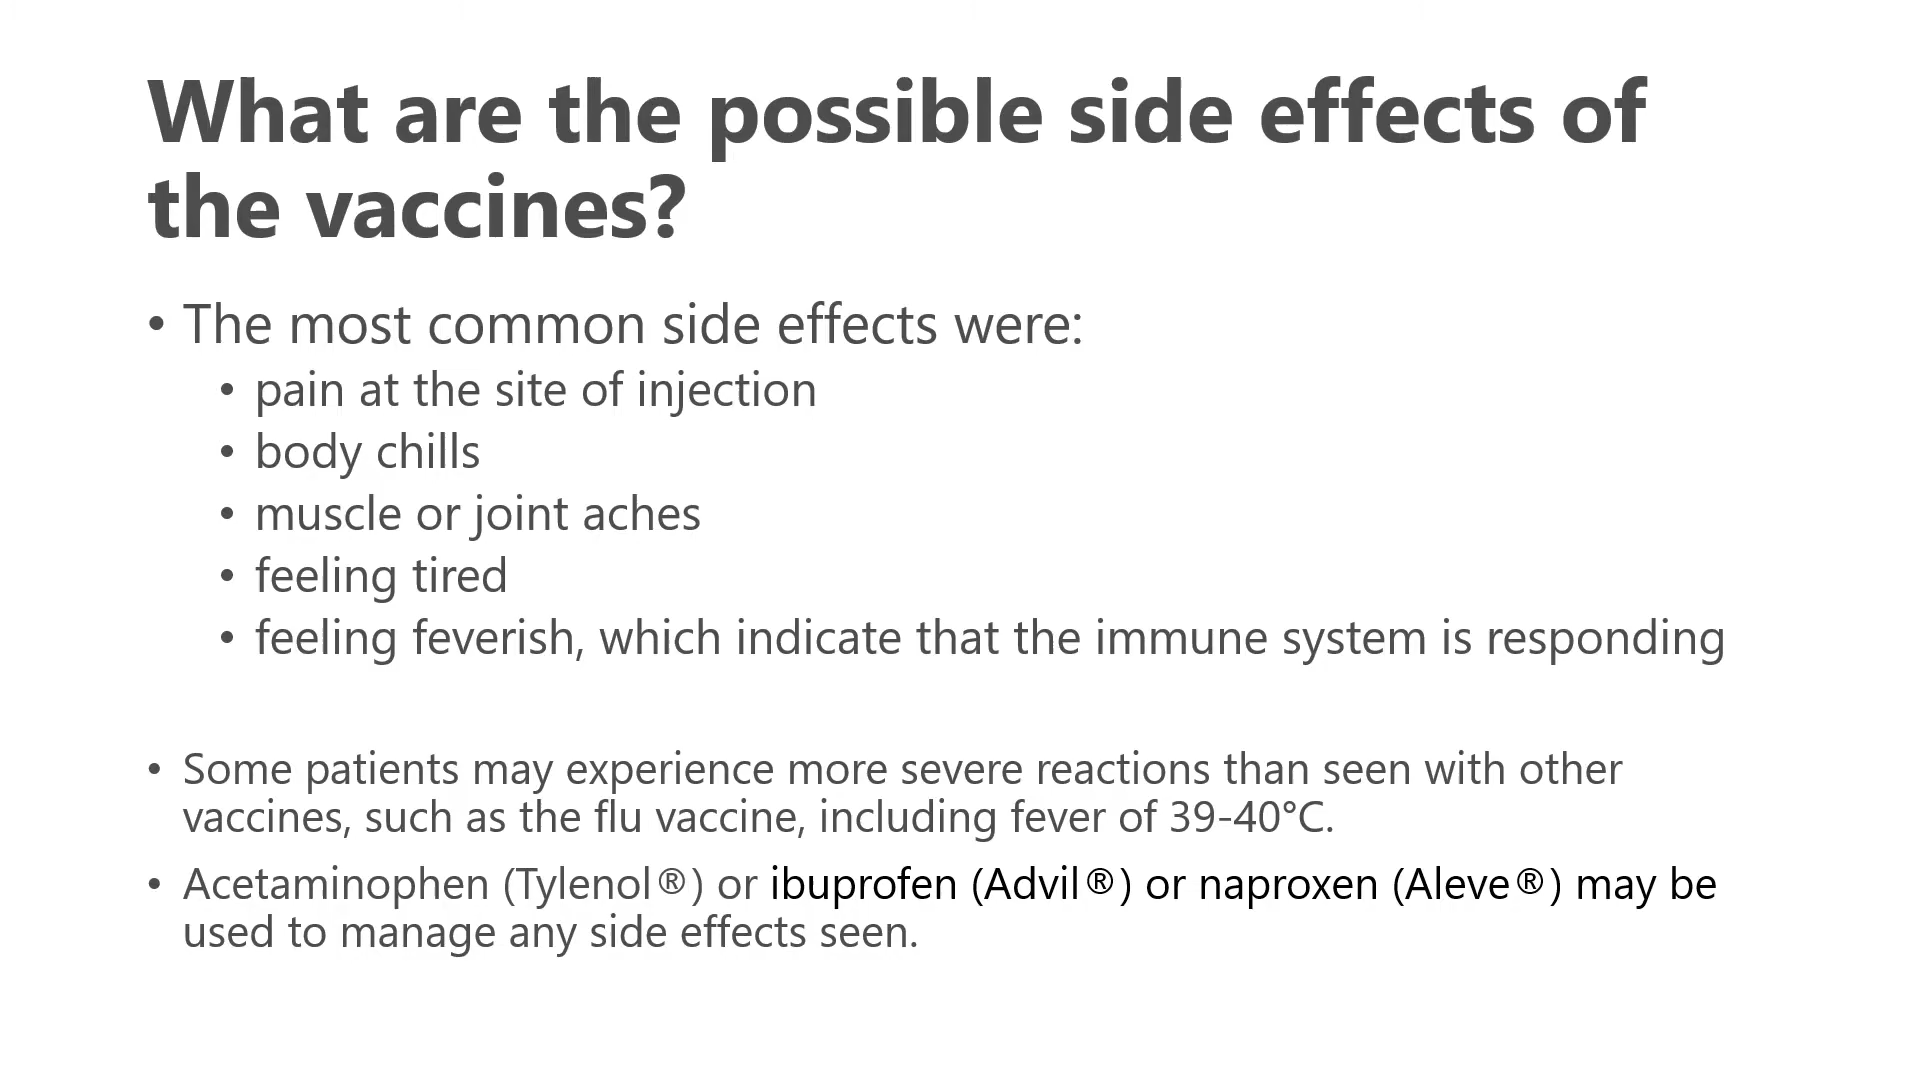 What are the possible side effects of
the vaccines?
• The most common side effects were:
• pain at the site of injection
• body chills
• muscle or joint aches
• feeling tired
• feeling feverish, which indicate that the immune system is responding
• Some patients may experience more severe reactions than seen with other
vaccines, such as the flu vaccine, including fever of 39-40°C.
• Acetaminophen (Tylenol®) or ibuprofen (Advil®) or naproxen (Aleve®) may be
used to manage any side effects seen.